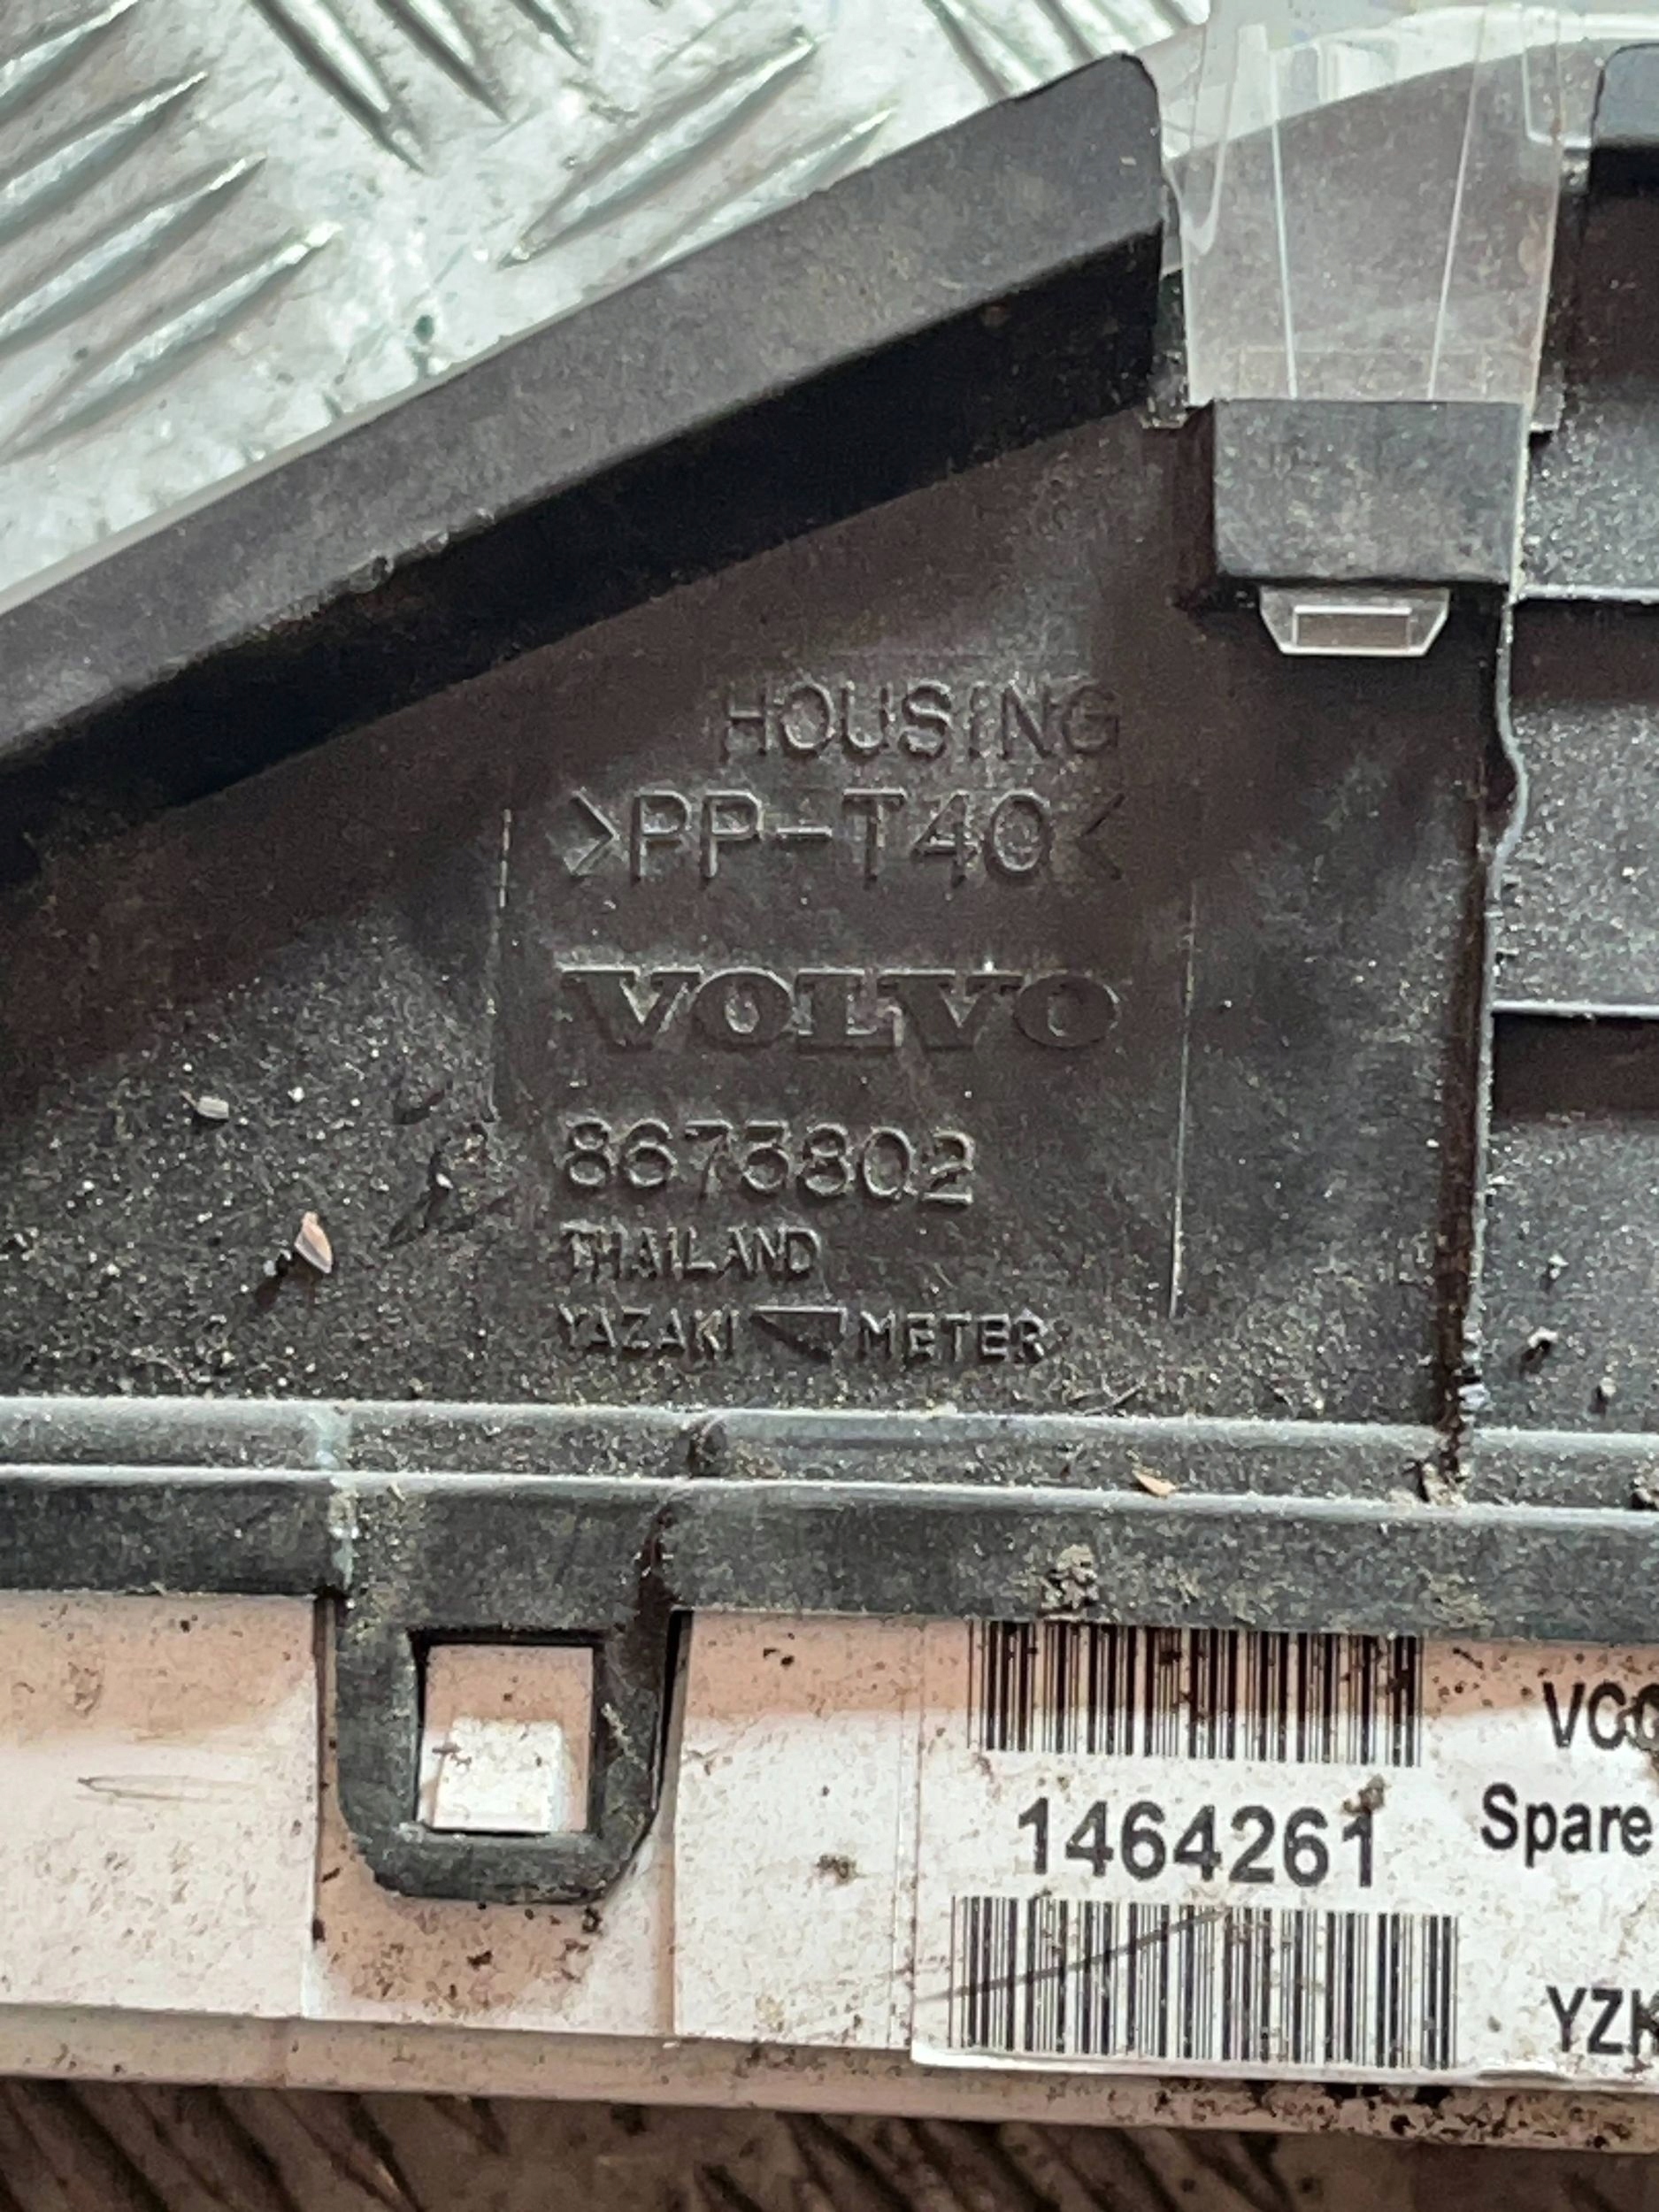 HOUSING
>PP-T40<
VOLVO
8673802
THAILAND
YAZAKI METER
1464261
Spare